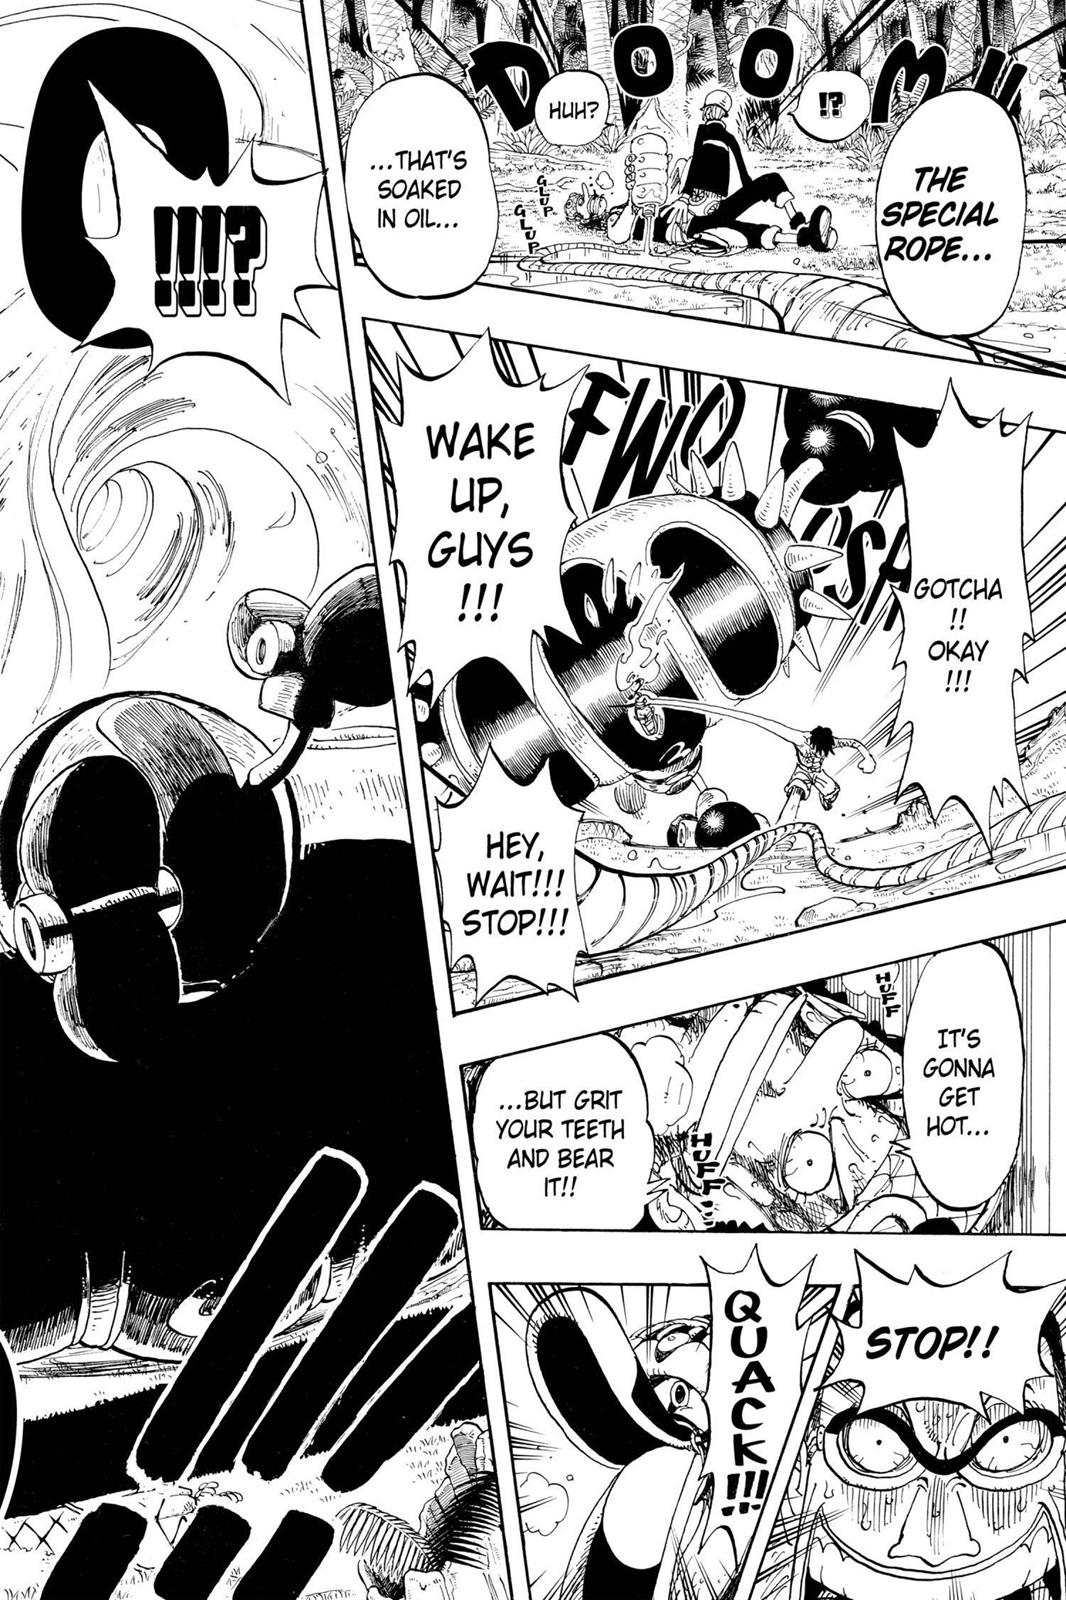 THE
SPECIAL
ROPE...
DOOM!!
!?
HUH?
GLUP
GLUP
...THAT'S
SOAKED
IN OIL...
GOTCHA
!!
OKAY
!!!
WAKE
UP,
GUYS
!!!
HEY,
WAIT!!!
STOP!!!
IT'S
GONNA
GET
HOT...
HUFF
HUFF
...BUT GRIT
YOUR TEETH
AND BEAR
IT!!
STOP!!
QUACK!!!
!!!?